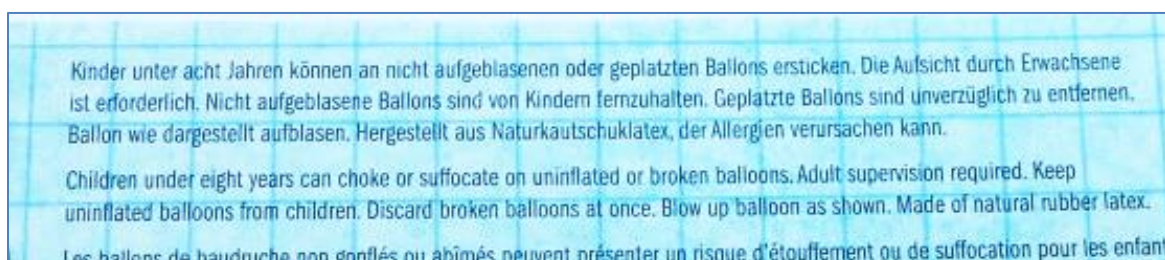 Kinder unter acht Jahren können an nicht aufgeblasenen oder geplatzten Ballons ersticken. Die Aufsicht durch Erwachsene
ist erforderlich. Nicht aufgeblasene Ballons sind von Kindern fernzuhalten. Geplatzte Ballons sind unverzüglich zu entfernen.
Ballon wie dargestellt aufblasen. Hergestellt aus Naturkautschuklatex, der Allergien verursachen kann.
Children under eight years can choke or suffocate on uninflated or broken balloons. Adult supervision required. Keep
uninflated balloons from children. Discard broken balloons at once. Blow up balloon as shown. Made of natural rubber latex.
Les ballons de baudruche non gonflés ou abîmés peuvent présenter un risque d'étouffement ou de suffocation pour les enfant